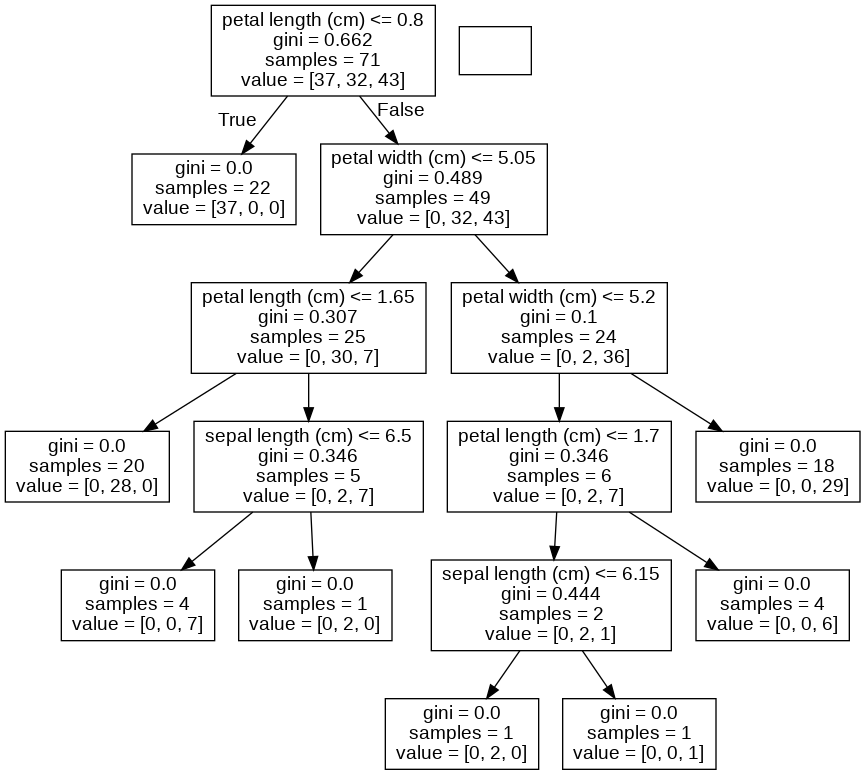 petal length (cm) <= 0.8
gini = 0.662
samples = 71
value = [37, 32, 43]
True
False
gini = 0.0
samples = 22
value = [37, 0, 0]
petal width (cm) <= 5.05
gini = 0.489
samples = 49
value = [0, 32, 43]
petal length (cm) <= 1.65
gini = 0.307
samples = 25
value = [0, 30, 7]
petal width (cm) <= 5.2
gini = 0.1
samples = 24
value = [0, 2, 36]
gini = 0.0
samples = 20
value = [0, 28, 0]
sepal length (cm) <= 6.5
gini = 0.346
samples = 5
value = [0, 2, 7]
petal length (cm) <= 1.7
gini = 0.346
samples = 6
value = [0, 2, 7]
gini = 0.0
samples = 18
value = [0, 0, 29]
gini = 0.0
samples = 4
value = [0, 0, 7]
gini = 0.0
samples = 1
value = [0, 2, 0]
sepal length (cm) <= 6.15
gini = 0.444
samples = 2
value = [0, 2, 1]
gini = 0.0
samples = 4
value = [0, 0, 6]
gini = 0.0
samples = 1
value = [0, 2, 0]
gini = 0.0
samples = 1
value = [0, 0, 1]